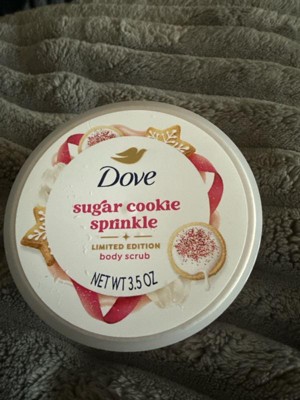 Dove
sugar cookie
sprinkle
LIMITED EDITION
body scrub
NET WT 3.5 OZ